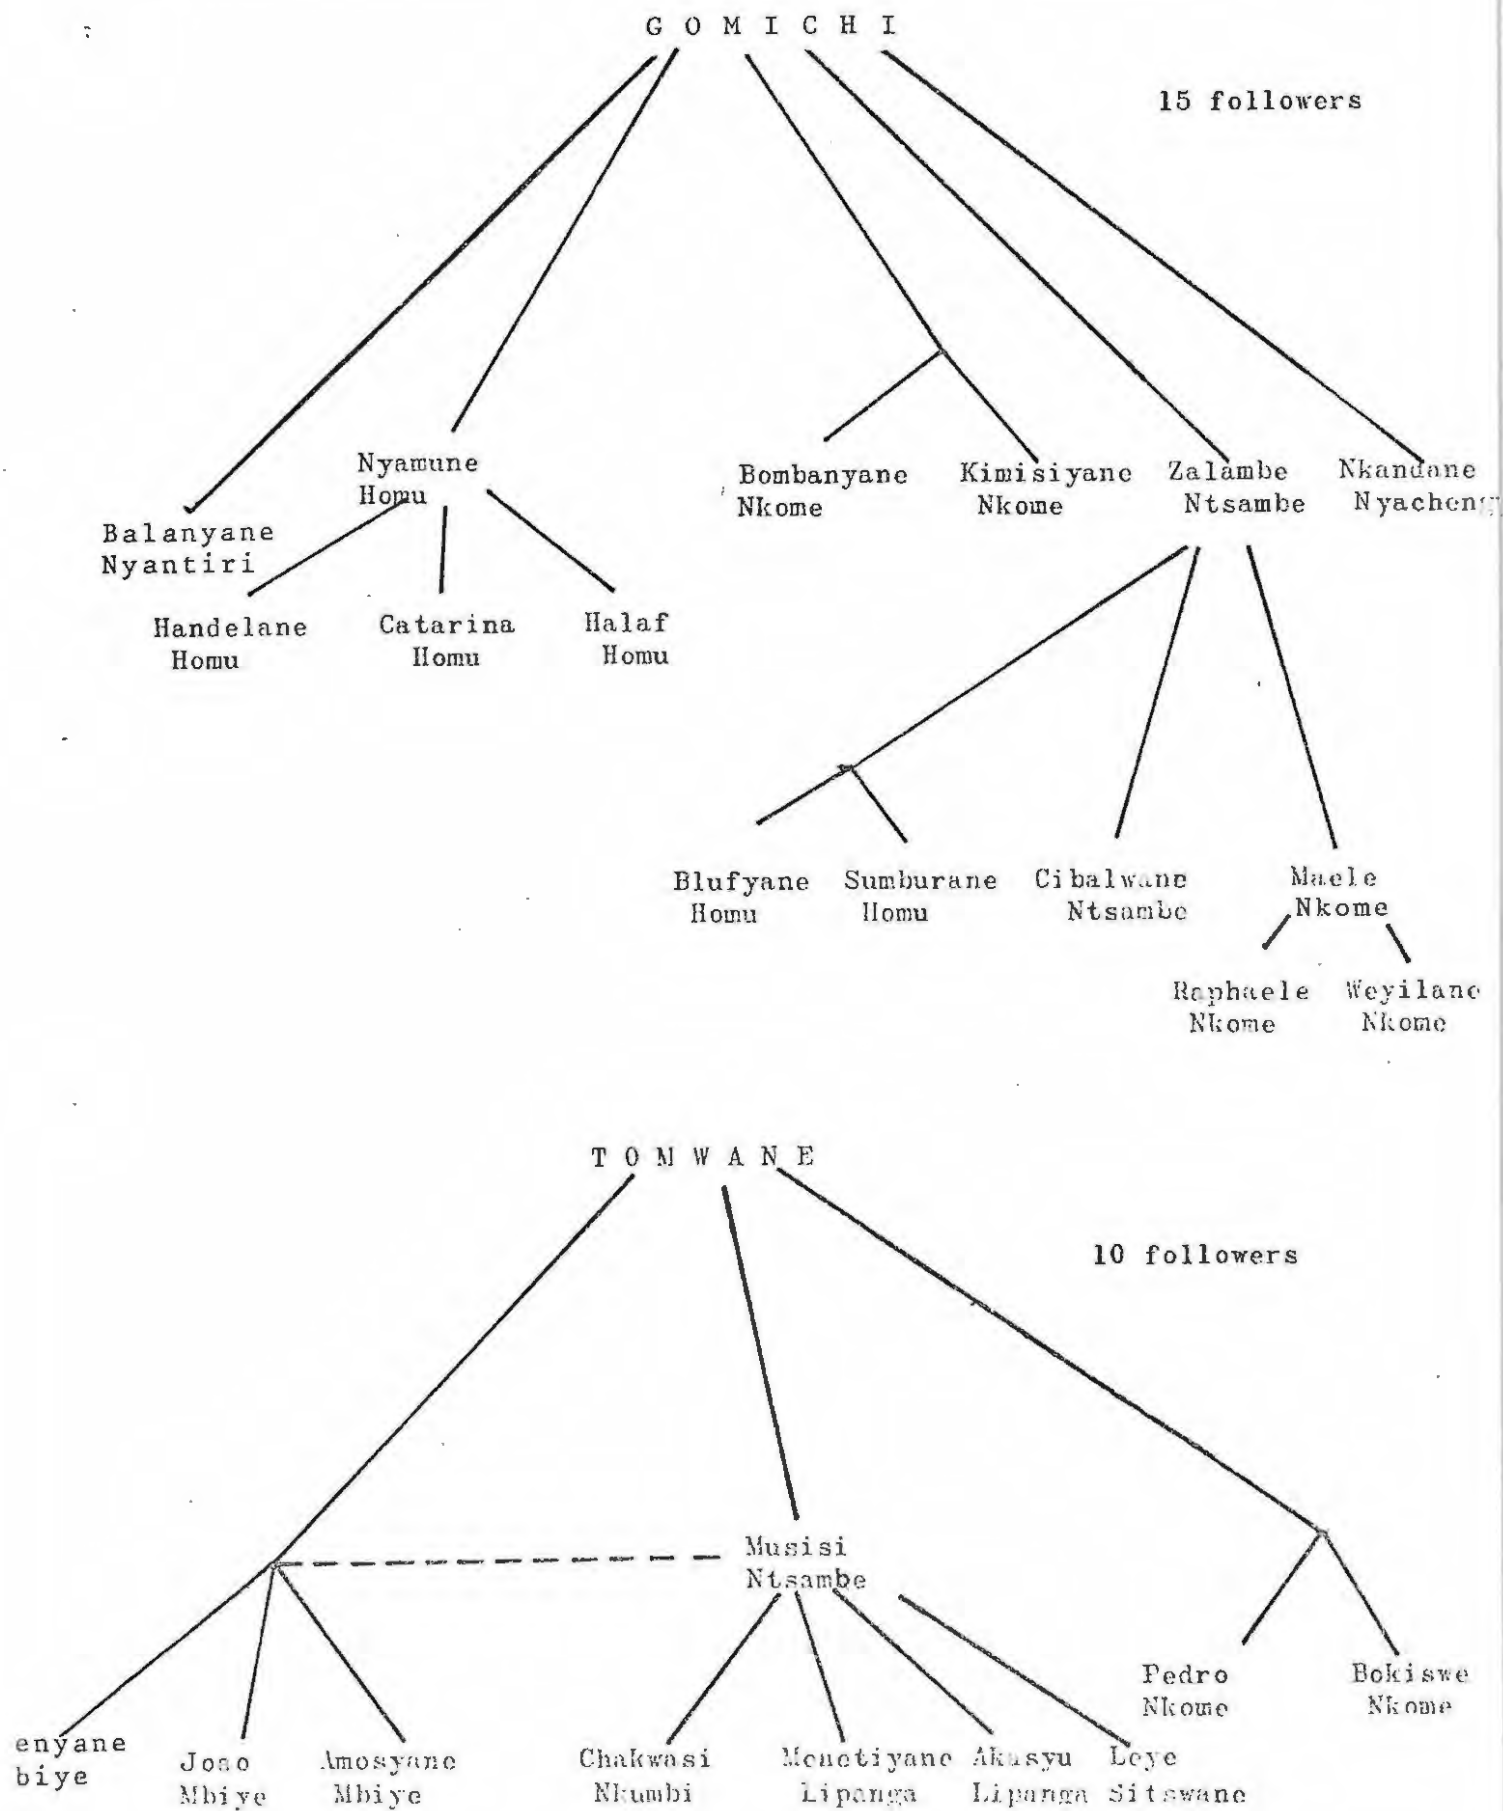 G O M I C H I
15 followers
Nyamune
Homu
Bombanyane
Nkome
Kimisiyane
Nkome
Zalambe
Ntsambe
Nkandane
Balanyane
Nyantiri
Handelane
Homu
Catarina
Homu
Halaf
Homu
Blufyane
Homu
Sumburane
Homu
Cibalwane
Ntsambe
Maele
Nkome
Raphaele
Nkome
Weyilane
Nkome
T O M W A N E
10 followers
Musisi
Ntsambe
Pedro
Nkome
Bokiswe
Nkome
enyane
biye
Joao
Mbiye
Amosyane
Mbiye
Chakwasi
Nkumbi
Menetiyane
Lipanga
Akasyu
Lipanga
Leye
Sitswane